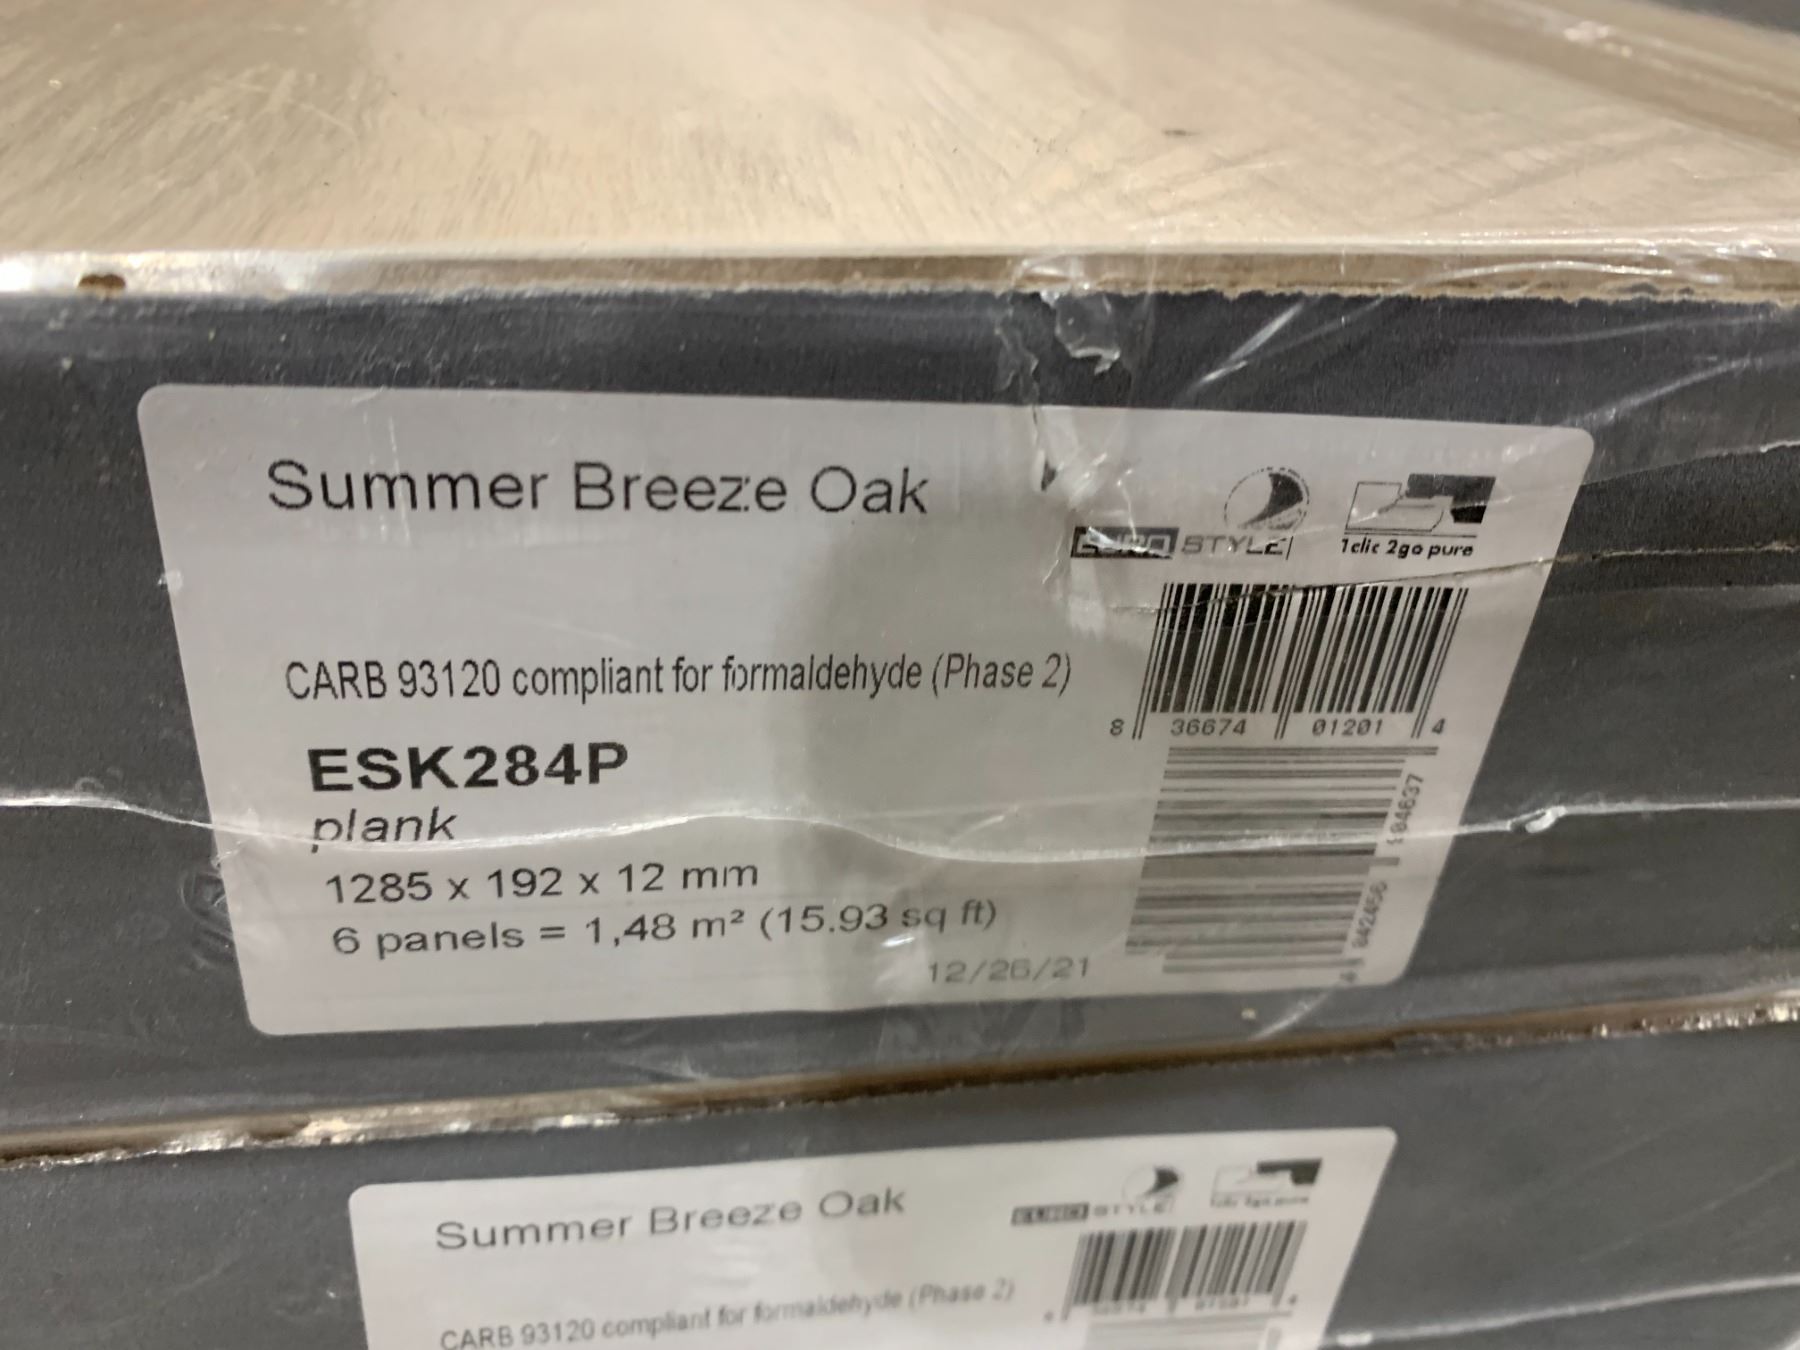 Summer Breeze Oak
EURO STYLE
1clic 2go pure
CARB 93120 compliant for formaldehyde (Phase 2)
8 36674 01201 4
ESK284P
plank
1285 x 192 x 12 mm
6 panels = 1,48 m² (15.93 sq ft)
12/26/21
Summer Breeze Oak
EURO STYLE
CARB 93120 compliant for formaldehyde (Phase 2)